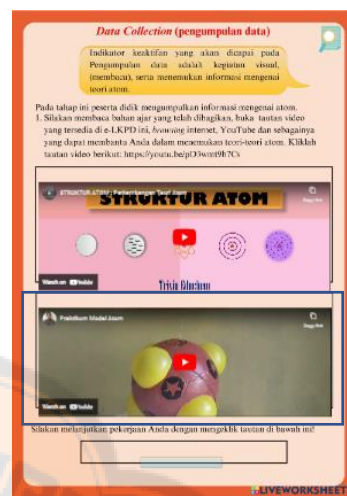 Data Collection (pengumpulan data)
Indikator keaktifan yang akan dicapai pada
Pengumpulan data adalah kegiatan visual,
(membaca), serta menemukan informasi mengenai
teori atom.
Pada tahap ini peserta didik mengumpulkan informasi mengenai atom.
1. Silakan membaca bahan ajar yang telah dibagikan, buka tautan video
yang tersedia di e-LKPD ini, browsing internet, YouTube dan sebagainya
yang dapat membantu Anda dalam menemukan teori-teori atom. Kliklah
tautan video berikut:
STRUKTUR ATOM | Perkembangan Teori Atom
STRUKTUR ATOM
Watch on YouTube
Praktikum Model Atom
Watch on YouTube
Silakan melanjutkan pekerjaan Anda dengan mengeklik tautan di bawah ini!
LIVEWORKSHEETS